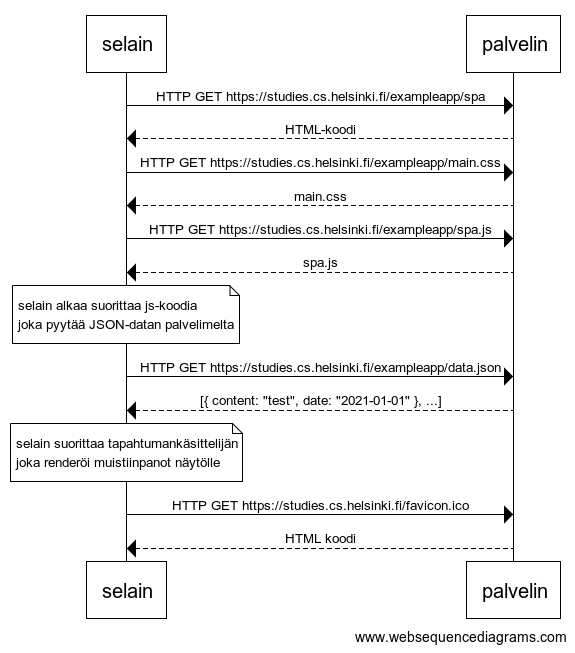 selain palvelin
HTTP GET https://studies.cs.helsinki.fi/exampleapp/spa
HTML-koodi
HTTP GET https://studies.cs.helsinki.fi/exampleapp/main.css
main.css
HTTP GET https://studies.cs.helsinki.fi/exampleapp/spa.js
spa.js
selain alkaa suorittaa js-koodia
joka pyytää JSON-datan palvelimelta
HTTP GET https://studies.cs.helsinki.fi/exampleapp/data.json
[{ content: "test", date: "2021-01-01" }, ...]
selain suorittaa tapahtumankäsittelijän
joka renderöi muistiinpanot näytölle
HTTP GET https://studies.cs.helsinki.fi/favicon.ico
HTML koodi
selain palvelin
www.websequencediagrams.com